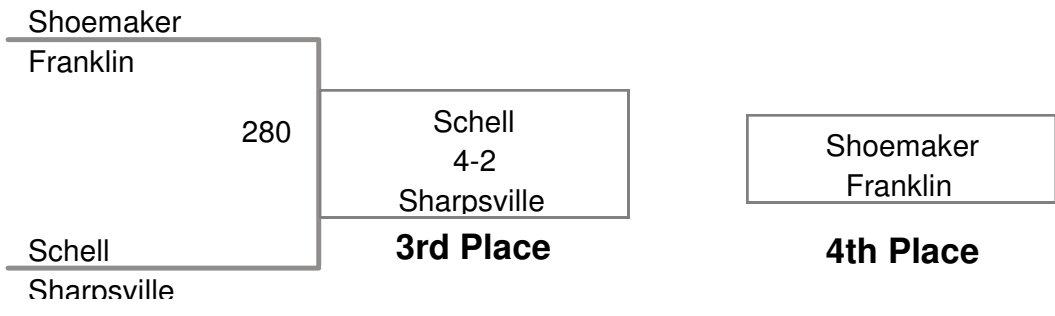 Shoemaker
Franklin
280
Schell
Sharpsville
Schell
4-2
Sharpsville
3rd Place
Shoemaker
Franklin
4th Place